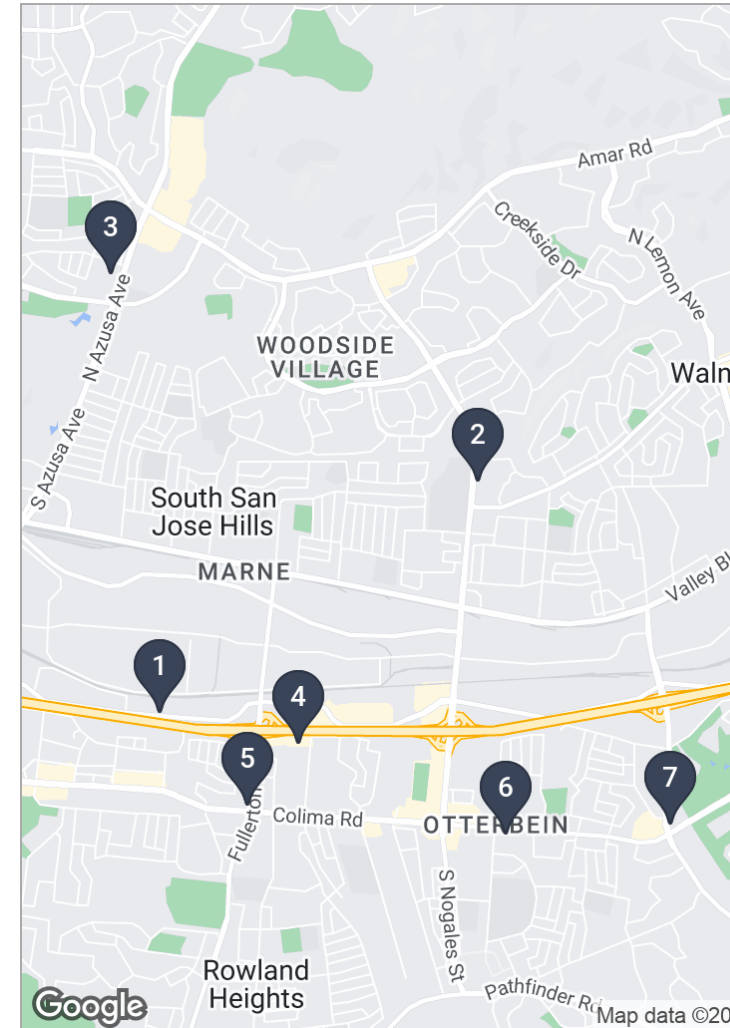 Amar Rd
Creekside Dr
N Lemon Ave
3
N Azusa Ave
WOODSIDE
VILLAGE
Waln
2
S Azusa Ave
South San
Jose Hills
MARNE
Valley Bl
1
4
5
6
7
Fullerton
Colima Rd
OTTERBEIN
S Nogales St
Rowland
Heights
Pathfinder Rd
Google
Map data ©20